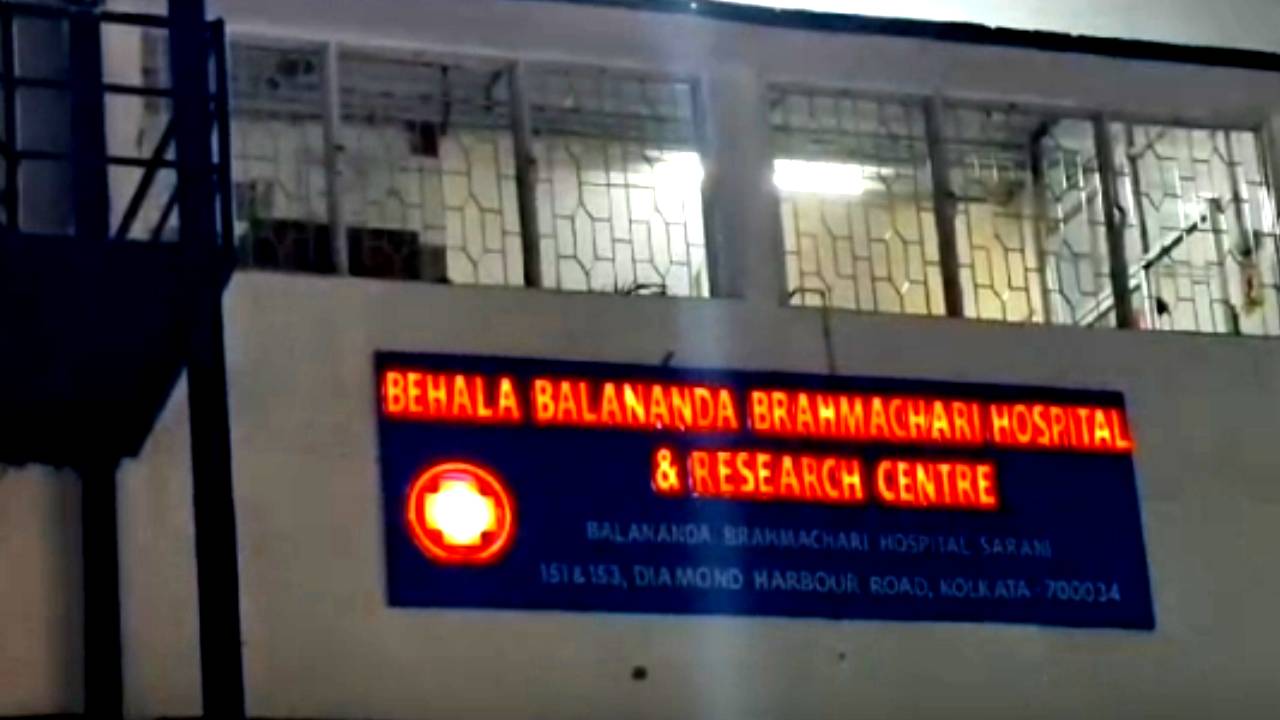 BEHALA BALANANDA BRAHMACHARI HOSPITAL
& RESEARCH CENTRE
BALANANDA BRAHMACHARI HOSPITAL SARANI
151 & 153, DIAMOND HARBOUR ROAD, KOLKATA - 700034